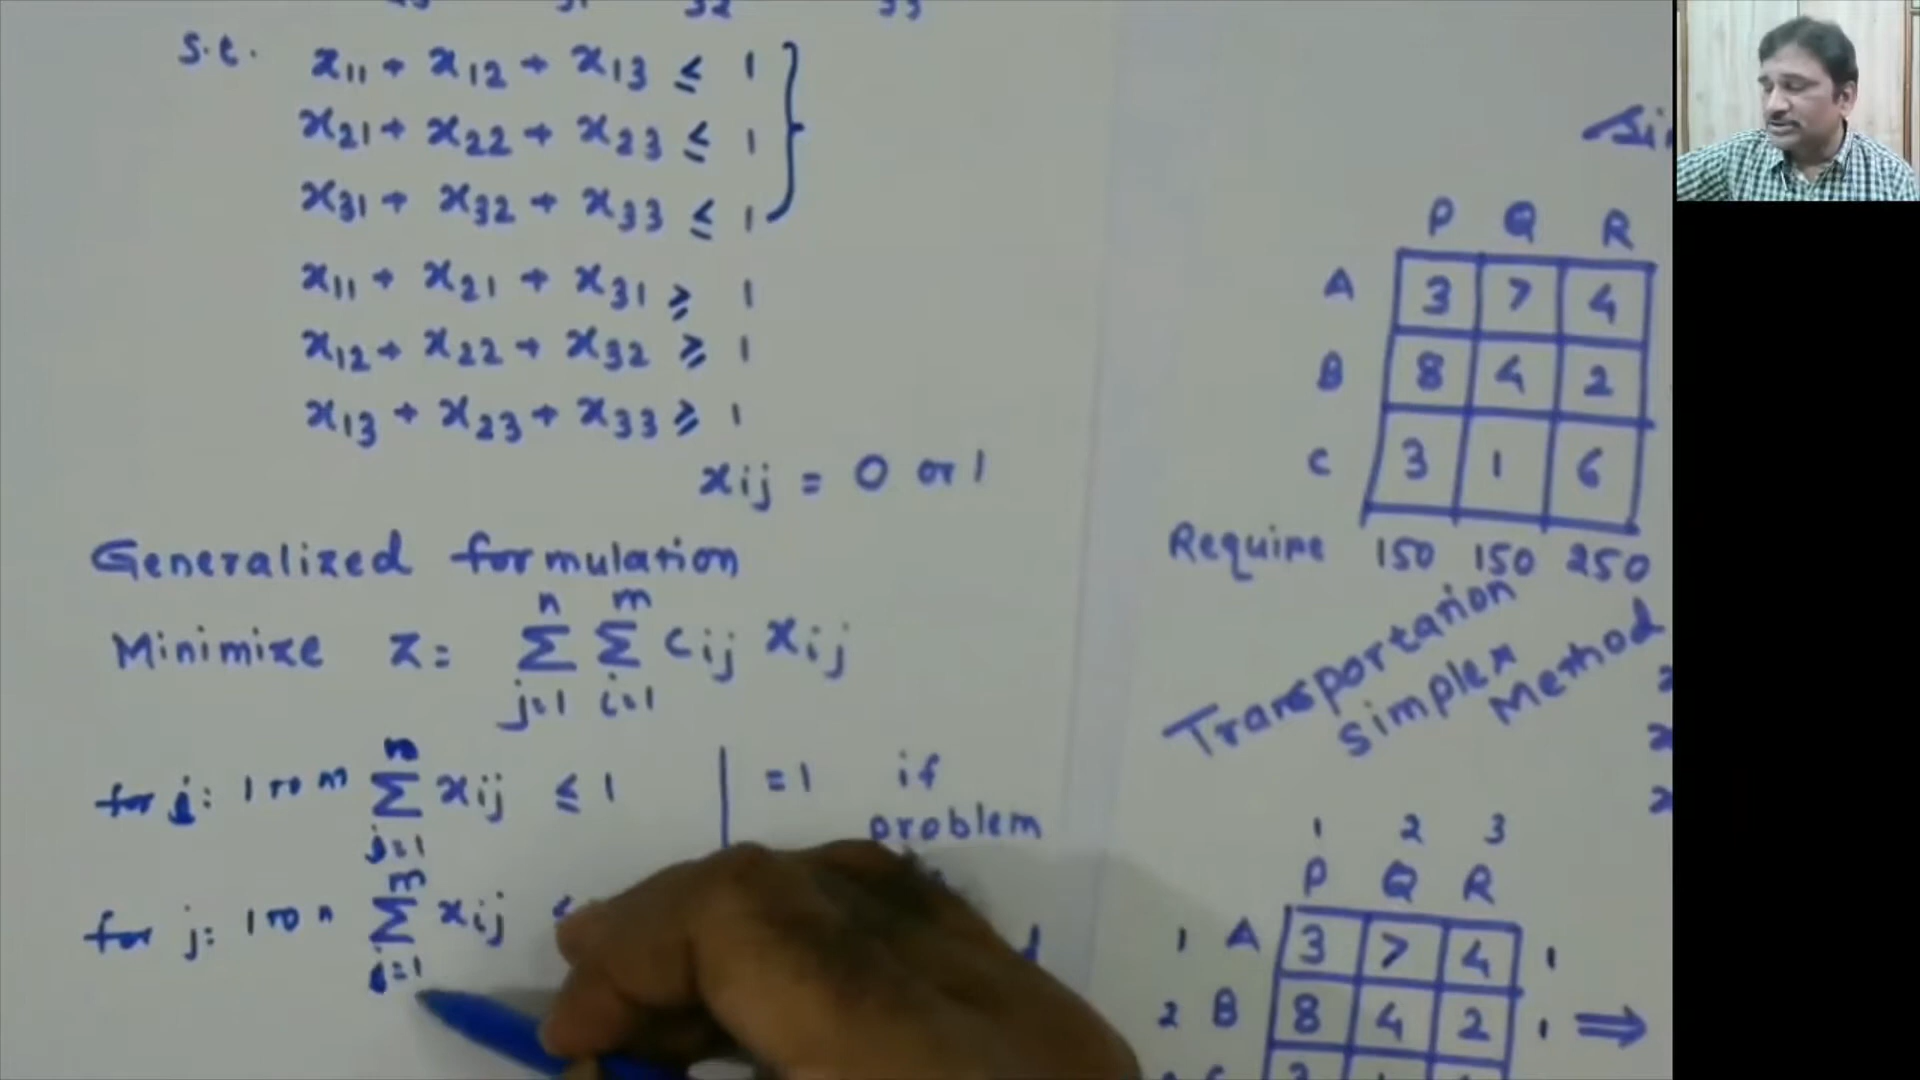 s.t. x11 + x12 + x13 ≤ 1
x21 + x22 + x23 ≤ 1
x31 + x32 + x33 ≤ 1
x11 + x21 + x31 ≥ 1
x12 + x22 + x32 ≥ 1
x13 + x23 + x33 ≥ 1
xij = 0 or 1
Generalized formulation
Minimize Z = n Σ j=1 m Σ i=1 Cij Xij
for i: 1 to m n Σ j=1 xij ≤ 1 | = 1 if
problem
for j: 1 to n m Σ i=1 xij
P Q R
A 3 7 4
B 8 4 2
C 3 1 6
Require 150 150 250
Transportation
Simplex
Method
1 2 3
P Q R
1 A 3 7 4 1
2 B 8 4 2 1 ⇒